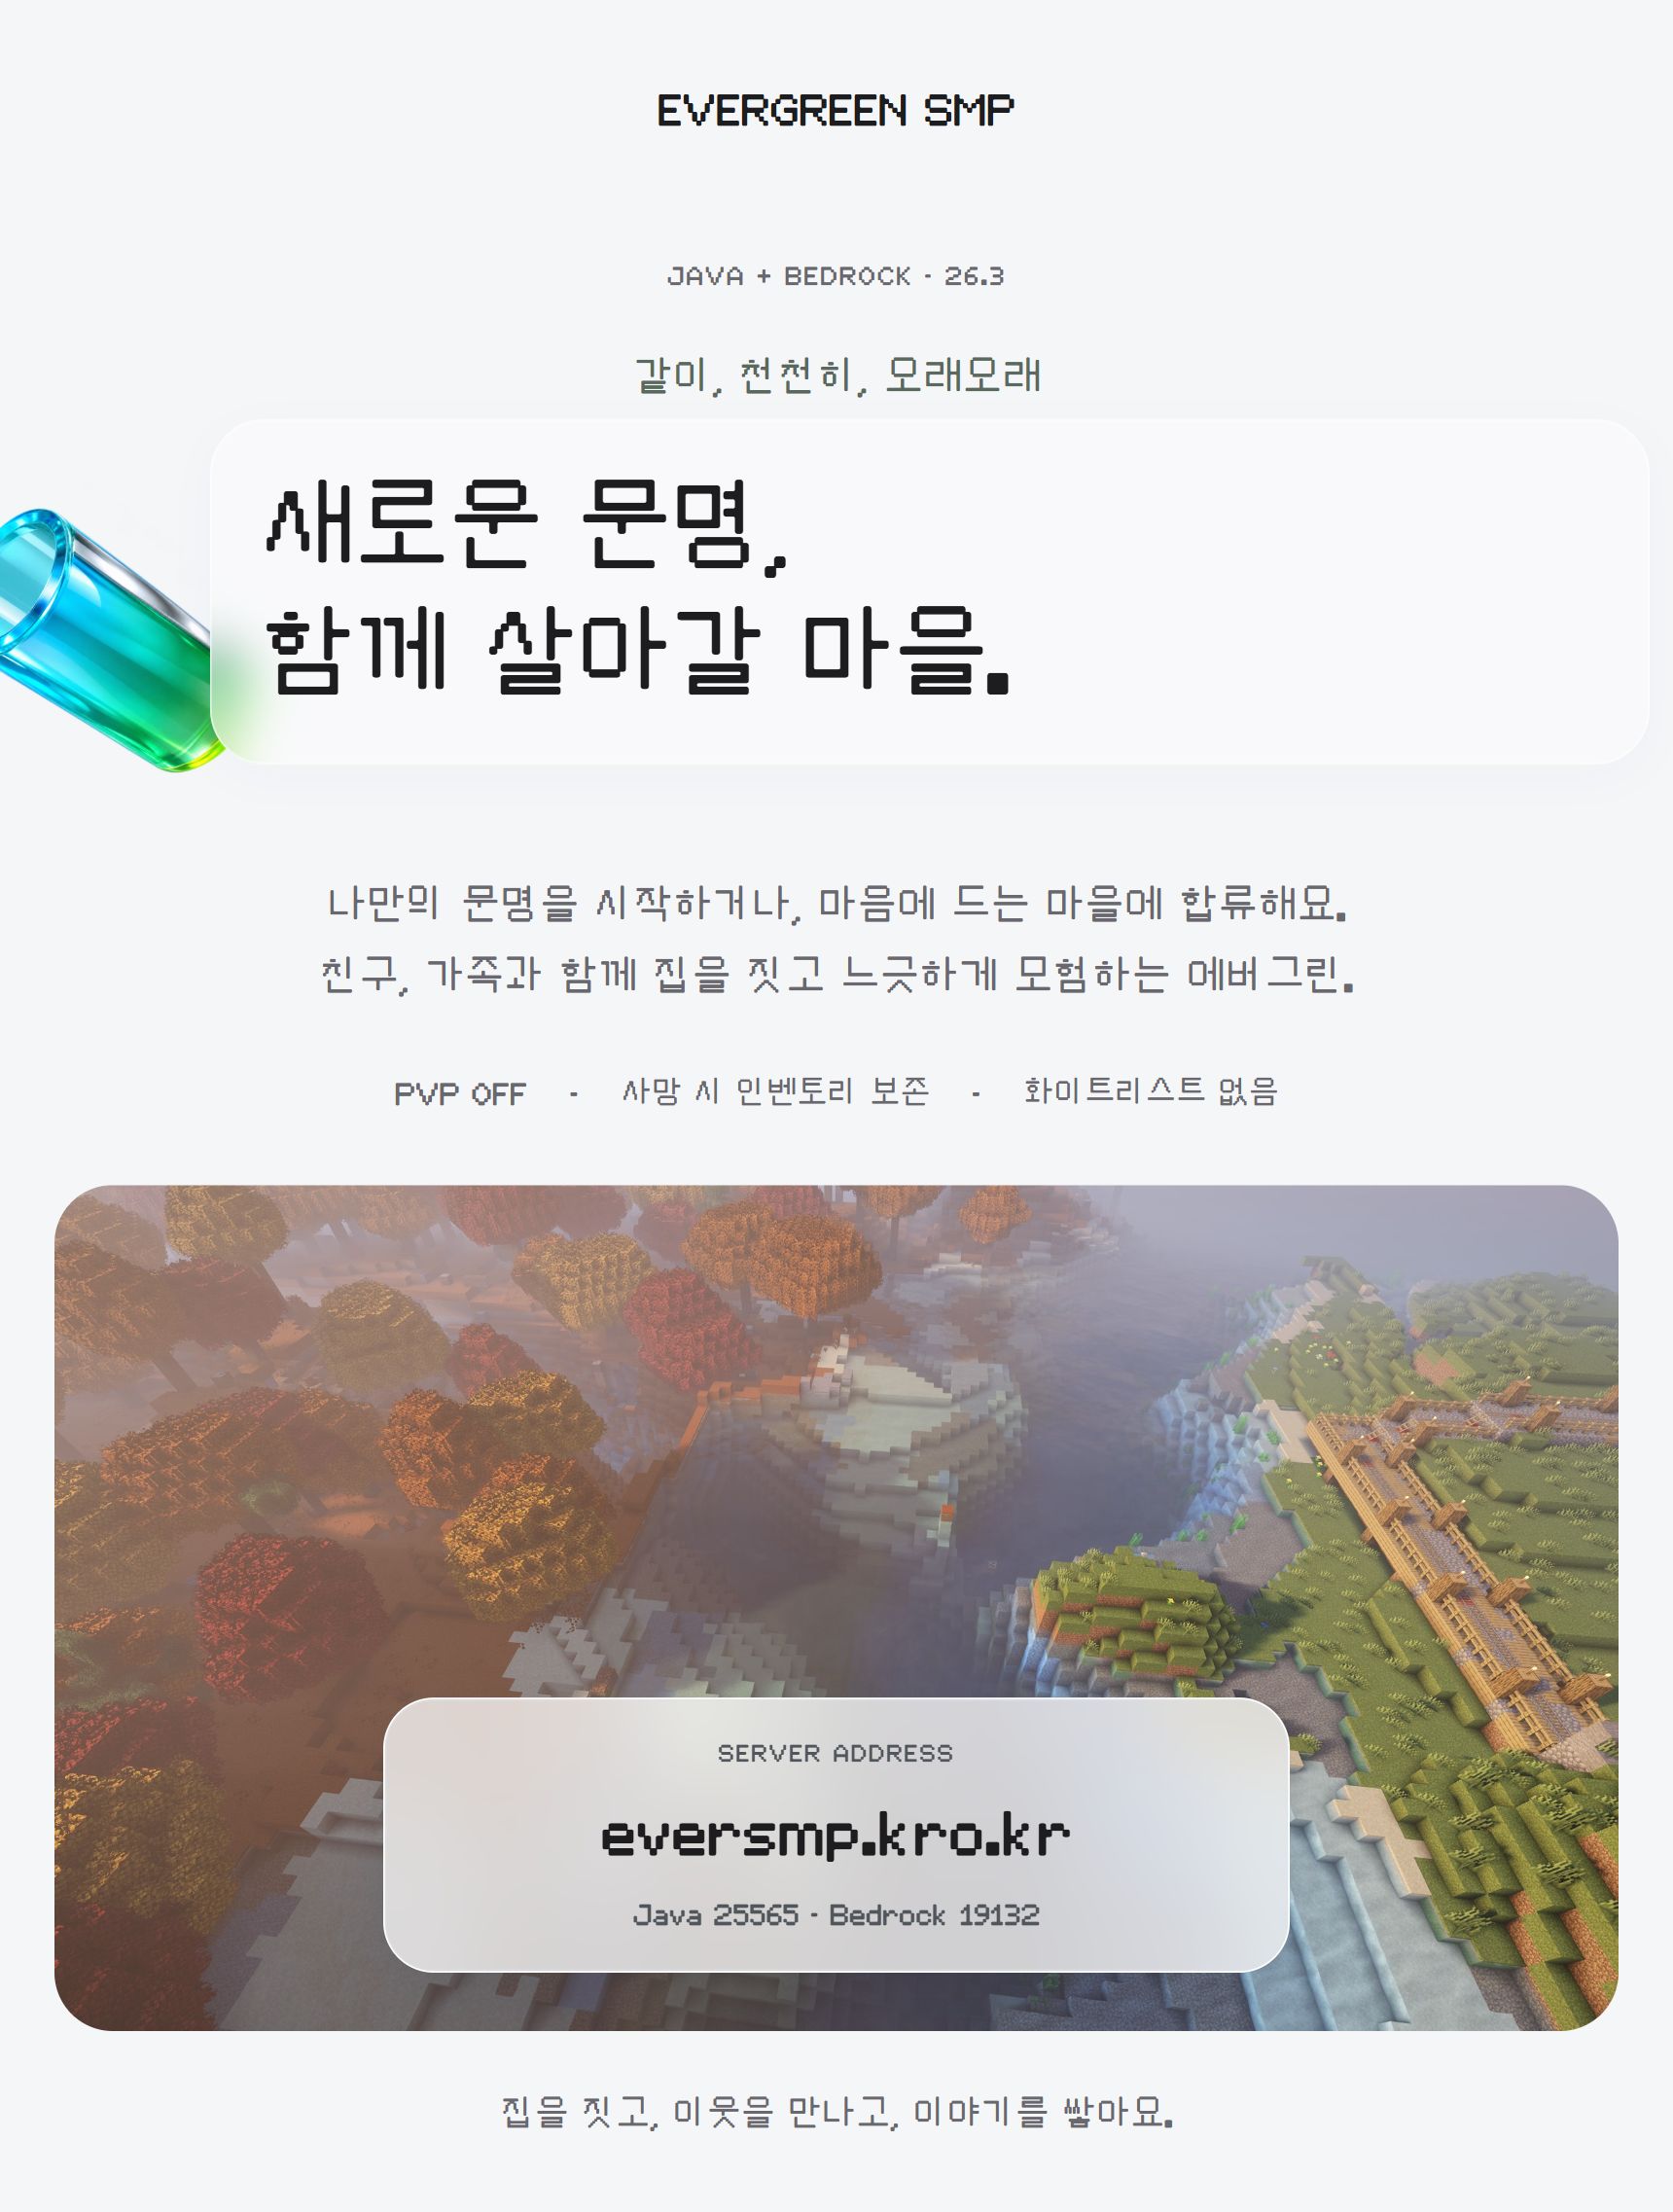 EVERGREEN SMP
JAVA + BEDROCK · 26.3
같이, 천천히, 오래오래
새로운 문명,
함께 살아갈 마을.
나만의 문명을 시작하거나, 마음에 드는 마을에 합류해요.
친구, 가족과 함께 집을 짓고 느긋하게 모험하는 에버그린.
PVP OFF · 사망 시 인벤토리 보존 · 화이트리스트 없음
SERVER ADDRESS
eversmp.kro.kr
Java 25565 · Bedrock 19132
집을 짓고, 이웃을 만나고, 이야기를 쌓아요.